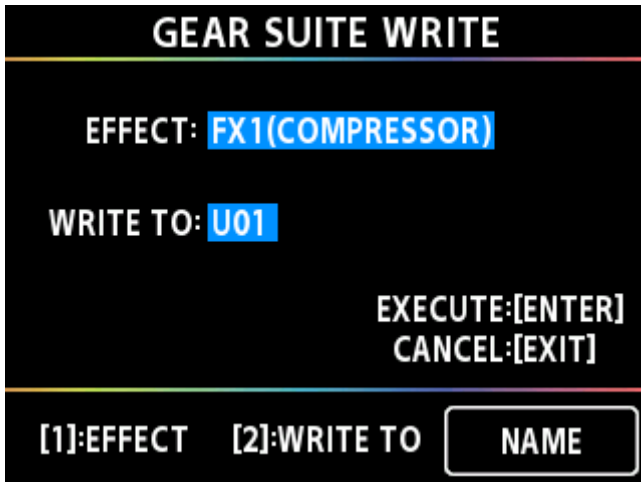 GEAR SUITE WRITE
EFFECT: FX1(COMPRESSOR)
WRITE TO: U01
EXECUTE:[ENTER]
CANCEL:[EXIT]
[1]:EFFECT [2]:WRITE TO NAME